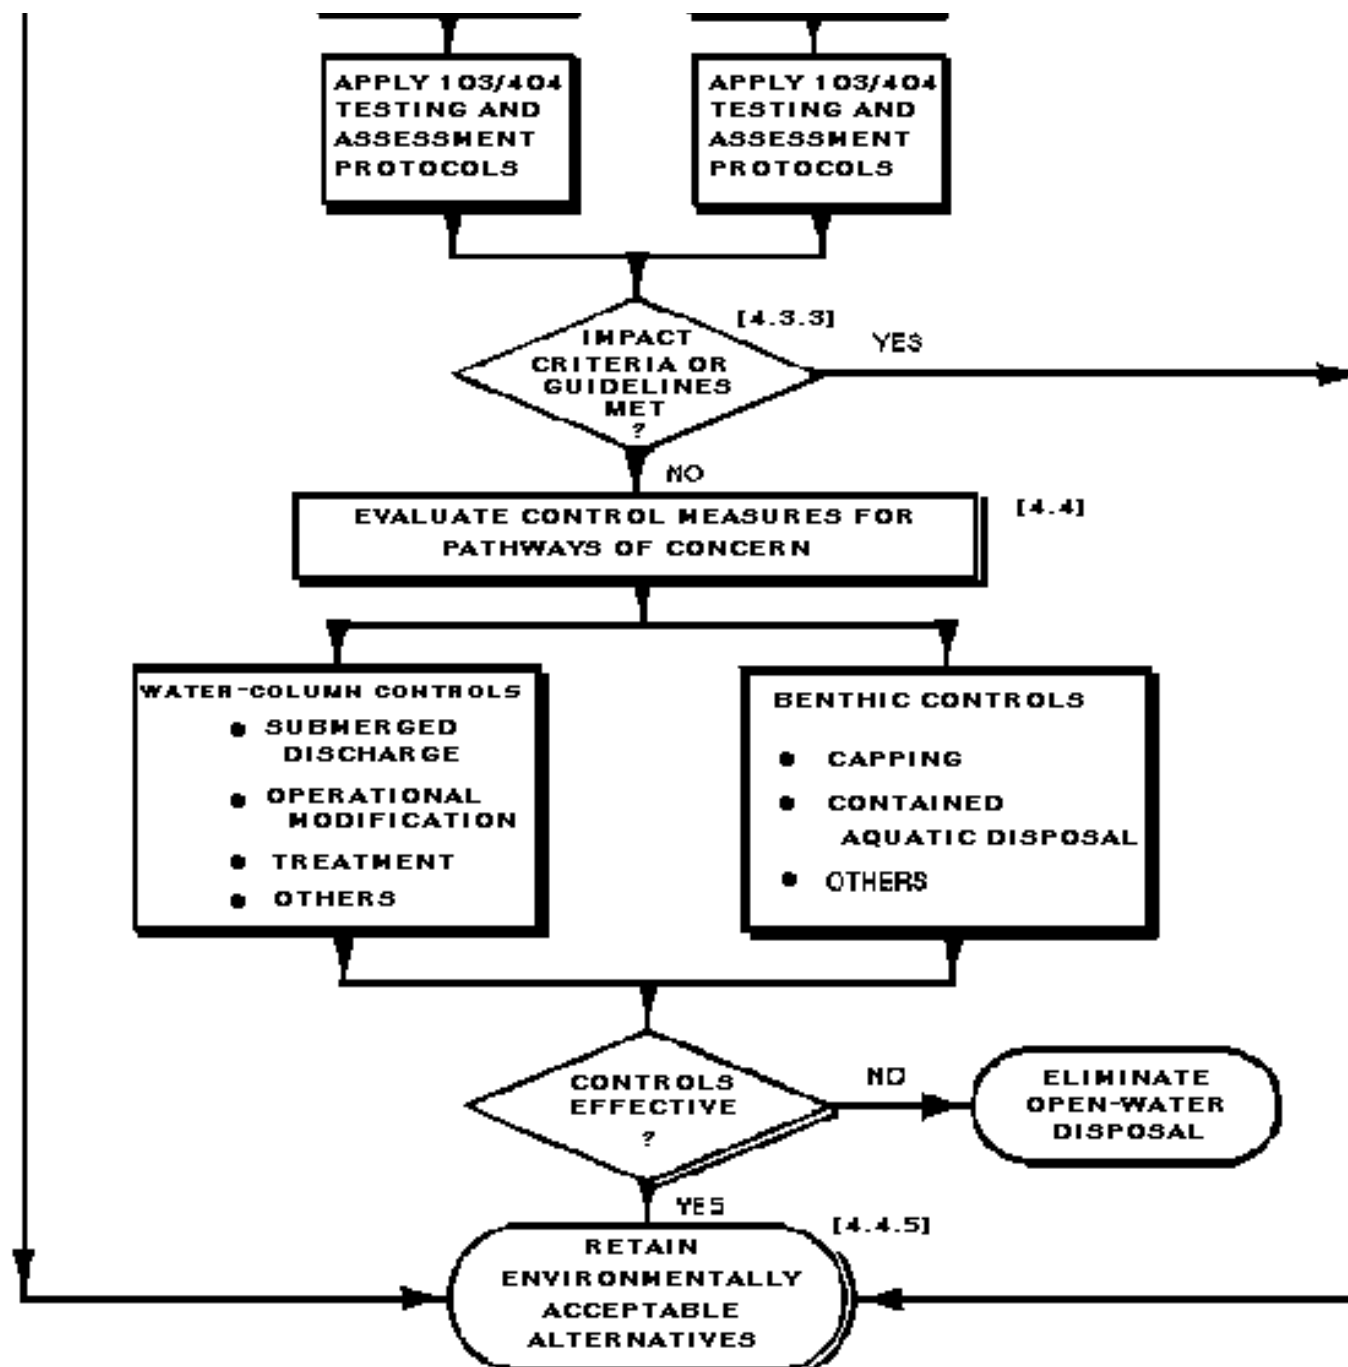 APPLY 103/404
TESTING AND
ASSESSMENT
PROTOCOLS
APPLY 103/404
TESTING AND
ASSESSMENT
PROTOCOLS
IMPACT
CRITERIA OR
GUIDELINES
MET
?
[4.3.3]
YES
NO
EVALUATE CONTROL MEASURES FOR
PATHWAYS OF CONCERN
[4.4]
WATER-COLUMN CONTROLS
● SUBMERGED
DISCHARGE
● OPERATIONAL
MODIFICATION
● TREATMENT
● OTHERS
BENTHIC CONTROLS
● CAPPING
● CONTAINED
AQUATIC DISPOSAL
● OTHERS
CONTROLS
EFFECTIVE
?
NO
ELIMINATE
OPEN-WATER
DISPOSAL
YES
[4.4.5]
RETAIN
ENVIRONMENTALLY
ACCEPTABLE
ALTERNATIVES